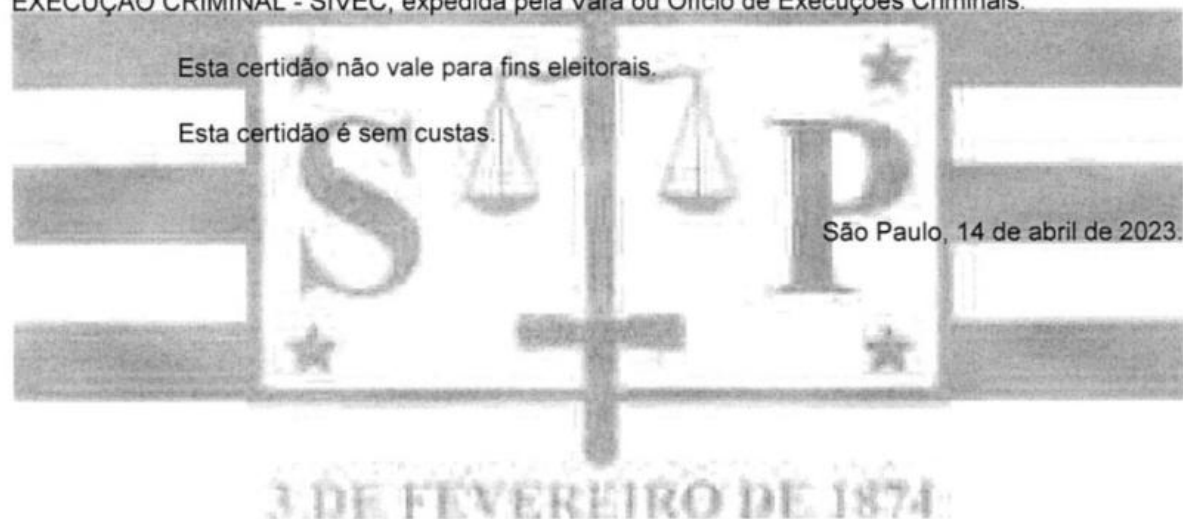 EXECUÇÃO CRIMINAL - SIVEC, expedida pela Vara ou Ofício de Execuções Criminais.
Esta certidão não vale para fins eleitorais.
Esta certidão é sem custas.
São Paulo, 14 de abril de 2023.
S P
3 DE FEVEREIRO DE 1874